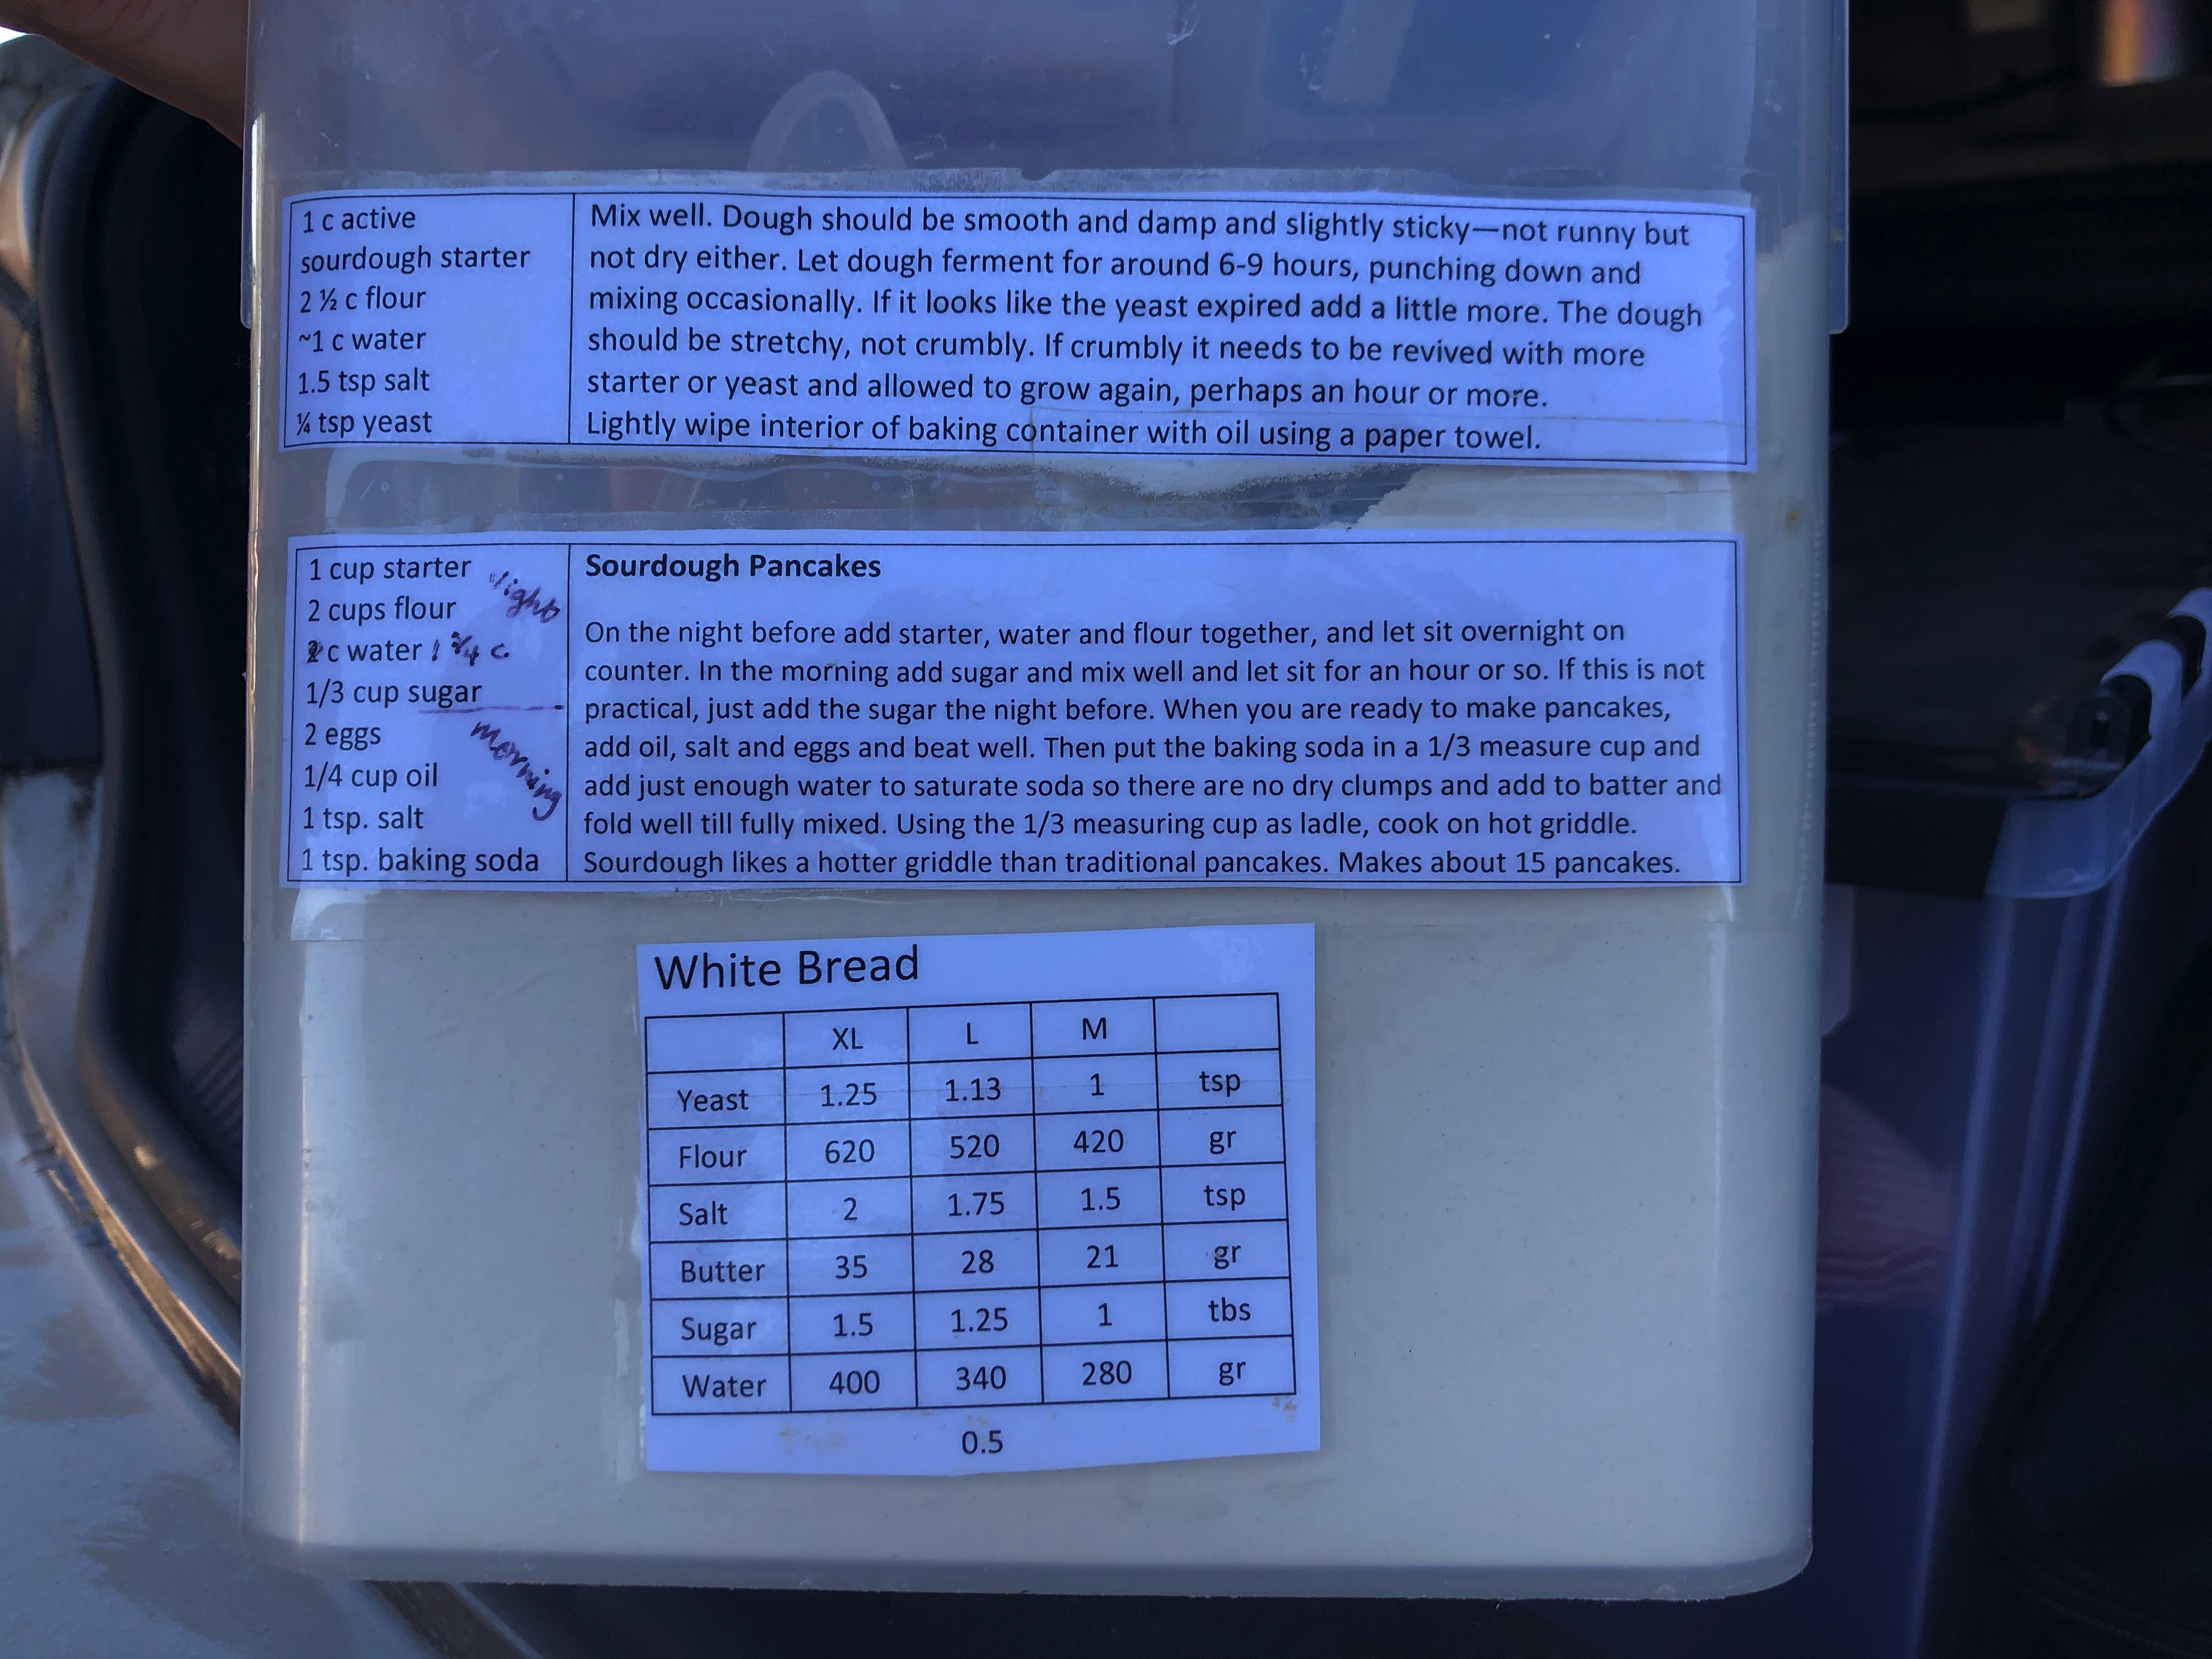 1 c active
sourdough starter
2 ½ c flour
~1 c water
1.5 tsp salt
¼ tsp yeast
Mix well. Dough should be smooth and damp and slightly sticky—not runny but
not dry either. Let dough ferment for around 6-9 hours, punching down and
mixing occasionally. If it looks like the yeast expired add a little more. The dough
should be stretchy, not crumbly. If crumbly it needs to be revived with more
starter or yeast and allowed to grow again, perhaps an hour or more.
Lightly wipe interior of baking container with oil using a paper towel.
1 cup starter
2 cups flour
night
2 c water 1 ¾ c.
1/3 cup sugar
2 eggs
1/4 cup oil
morning
1 tsp. salt
1 tsp. baking soda
Sourdough Pancakes
On the night before add starter, water and flour together, and let sit overnight on
counter. In the morning add sugar and mix well and let sit for an hour or so. If this is not
practical, just add the sugar the night before. When you are ready to make pancakes,
add oil, salt and eggs and beat well. Then put the baking soda in a 1/3 measure cup and
add just enough water to saturate soda so there are no dry clumps and add to batter and
fold well till fully mixed. Using the 1/3 measuring cup as ladle, cook on hot griddle.
Sourdough likes a hotter griddle than traditional pancakes. Makes about 15 pancakes.
White Bread
XL L M
Yeast 1.25 1.13 1 tsp
Flour 620 520 420 gr
Salt 2 1.75 1.5 tsp
Butter 35 28 21 gr
Sugar 1.5 1.25 1 tbs
Water 400 340 280 gr
0.5